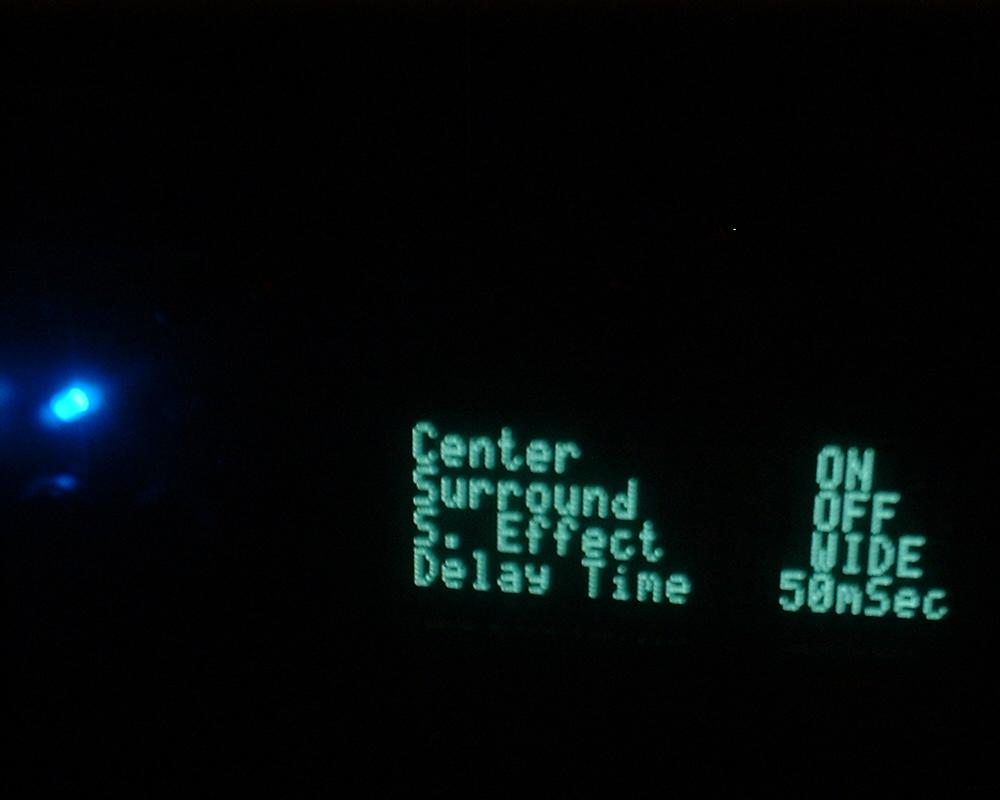 Center ON
Surround OFF
S. Effect WIDE
Delay Time 50mSec